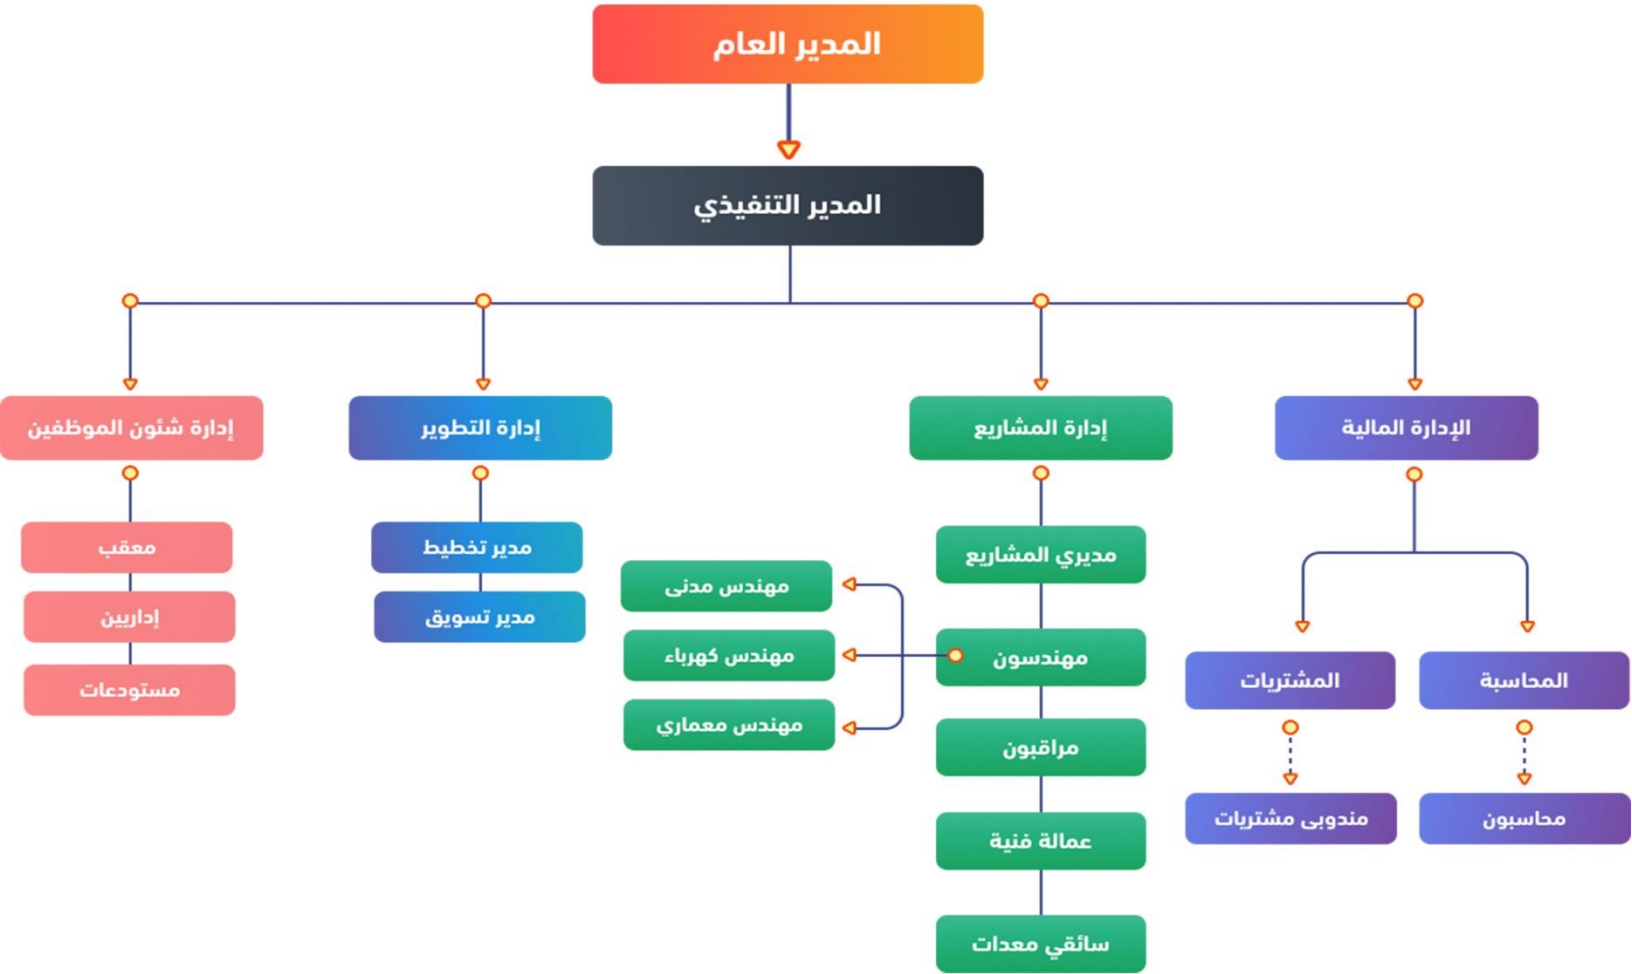 المدير العام
المدير التنفيذي
الإدارة المالية
إدارة المشاريع
إدارة التطوير
إدارة شئون الموظفين
المحاسبة
المشتريات
محاسبون
مندوبى مشتريات
مديري المشاريع
مهندسون
مهندس مدنى
مهندس كهرباء
مهندس معماري
مراقبون
عمالة فنية
سائقي معدات
مدير تخطيط
مدير تسويق
معقب
إداريين
مستودعات